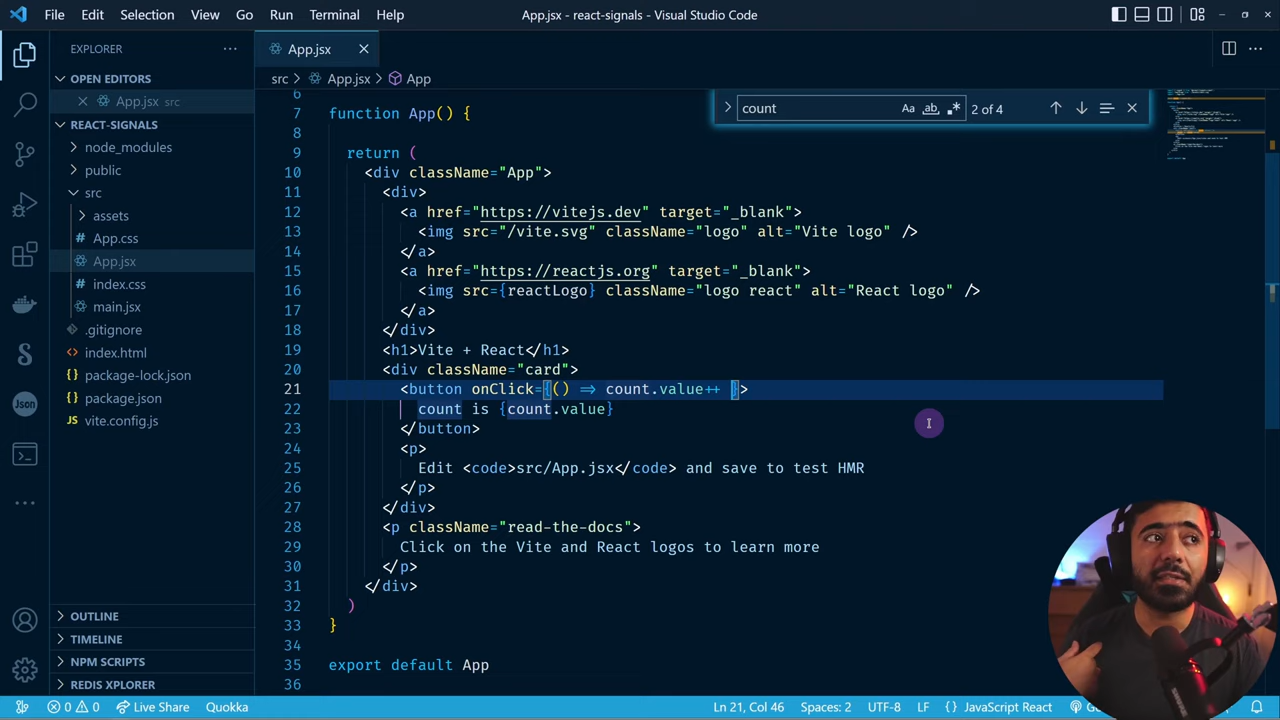 File Edit Selection View Go Run Terminal Help
App.jsx - react-signals - Visual Studio Code
EXPLORER
OPEN EDITORS
App.jsx src
REACT-SIGNALS
node_modules
public
src
assets
App.css
App.jsx
index.css
main.jsx
.gitignore
index.html
package-lock.json
package.json
vite.config.js
OUTLINE
TIMELINE
NPM SCRIPTS
REDIS XPLORER
Json
App.jsx
src > App.jsx > App
count Aa ab 2 of 4
6
7 function App() {
8
9 return (
10 <div className="App">
11 <div>
12 <a href="https://vitejs.dev" target="_blank">
13 <img src="/vite.svg" className="logo" alt="Vite logo" />
14 </a>
15 <a href="https://reactjs.org" target="_blank">
16 <img src={reactLogo} className="logo react" alt="React logo" />
17 </a>
18 </div>
19 <h1>Vite + React</h1>
20 <div className="card">
21 <button onClick={() => count.value++ }>
22 count is {count.value}
23 </button>
24 <p>
25 Edit <code>src/App.jsx</code> and save to test HMR
26 </p>
27 </div>
28 <p className="read-the-docs">
29 Click on the Vite and React logos to learn more
30 </p>
31 </div>
32 )
33 }
34
35 export default App
36
0 0 Live Share Quokka Ln 21, Col 46 Spaces: 2 UTF-8 LF {} JavaScript React